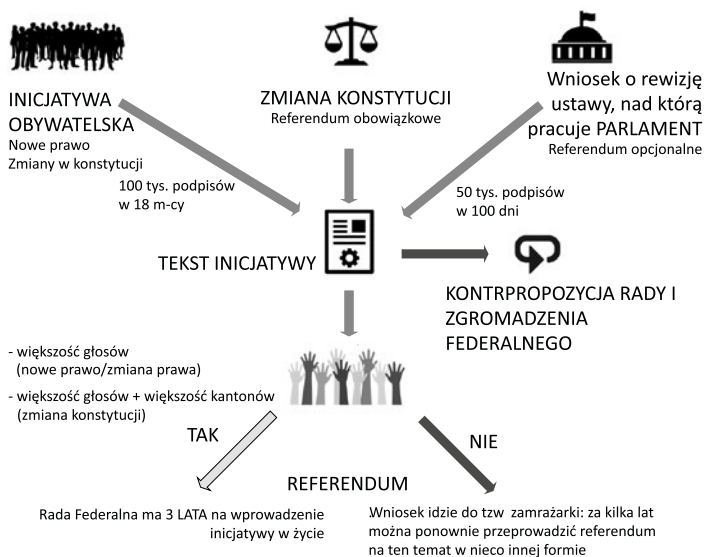 INICJATYWA
OBYWATELSKA
Nowe prawo
Zmiany w konstytucji
100 tys. podpisów
w 18 m-cy
ZMIANA KONSTYTUCJI
Referendum obowiązkowe
Wniosek o rewizję
ustawy, nad którą
pracuje PARLAMENT
Referendum opcjonalne
50 tys. podpisów
w 100 dni
TEKST INICJATYWY
KONTRPROPOZYCJA RADY I
ZGROMADZENIA
FEDERALNEGO
- większość głosów
(nowe prawo/zmiana prawa)
- większość głosów + większość kantonów
(zmiana konstytucji)
TAK
NIE
REFERENDUM
Rada Federalna ma 3 LATA na wprowadzenie
inicjatywy w życie
Wniosek idzie do tzw zamrażarki: za kilka lat
można ponownie przeprowadzić referendum
na ten temat w nieco innej formie